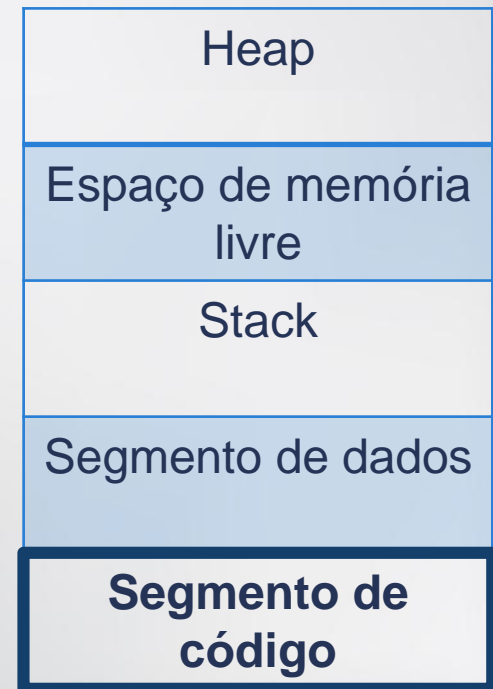 Heap
Espaço de memória
livre
Stack
Segmento de dados
Segmento de
código